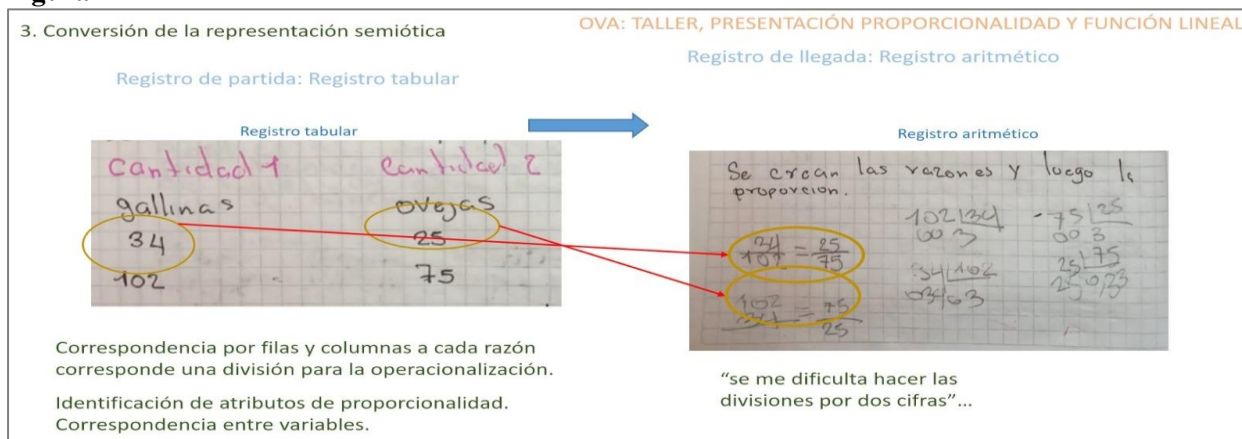 3. Conversión de la representación semiótica
OVA: TALLER, PRESENTACIÓN PROPORCIONALIDAD Y FUNCIÓN LINEAL
Registro de partida: Registro tabular
Registro de llegada: Registro aritmético
Registro tabular
cantidad 1 cantidad 2
gallinas ovejas
34 25
102 75
Registro aritmético
Se crean las razones y luego la
proporcion.
34/102 = 25/75
102/34 = 75/25
102 34
00 3
75 25
00 3
34 102
25 75
Correspondencia por filas y columnas a cada razón
corresponde una división para la operacionalización.
Identificación de atributos de proporcionalidad.
Correspondencia entre variables.
"se me dificulta hacer las
divisiones por dos cifras"...